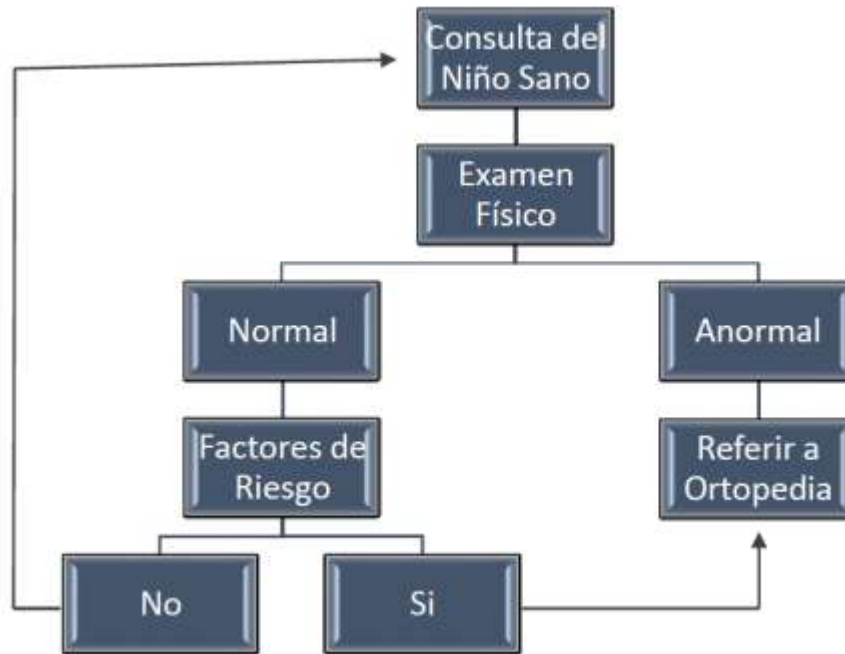 Consulta del
Niño Sano
Examen
Físico
Normal
Anormal
Factores de
Riesgo
Referir a
Ortopedia
No
Si